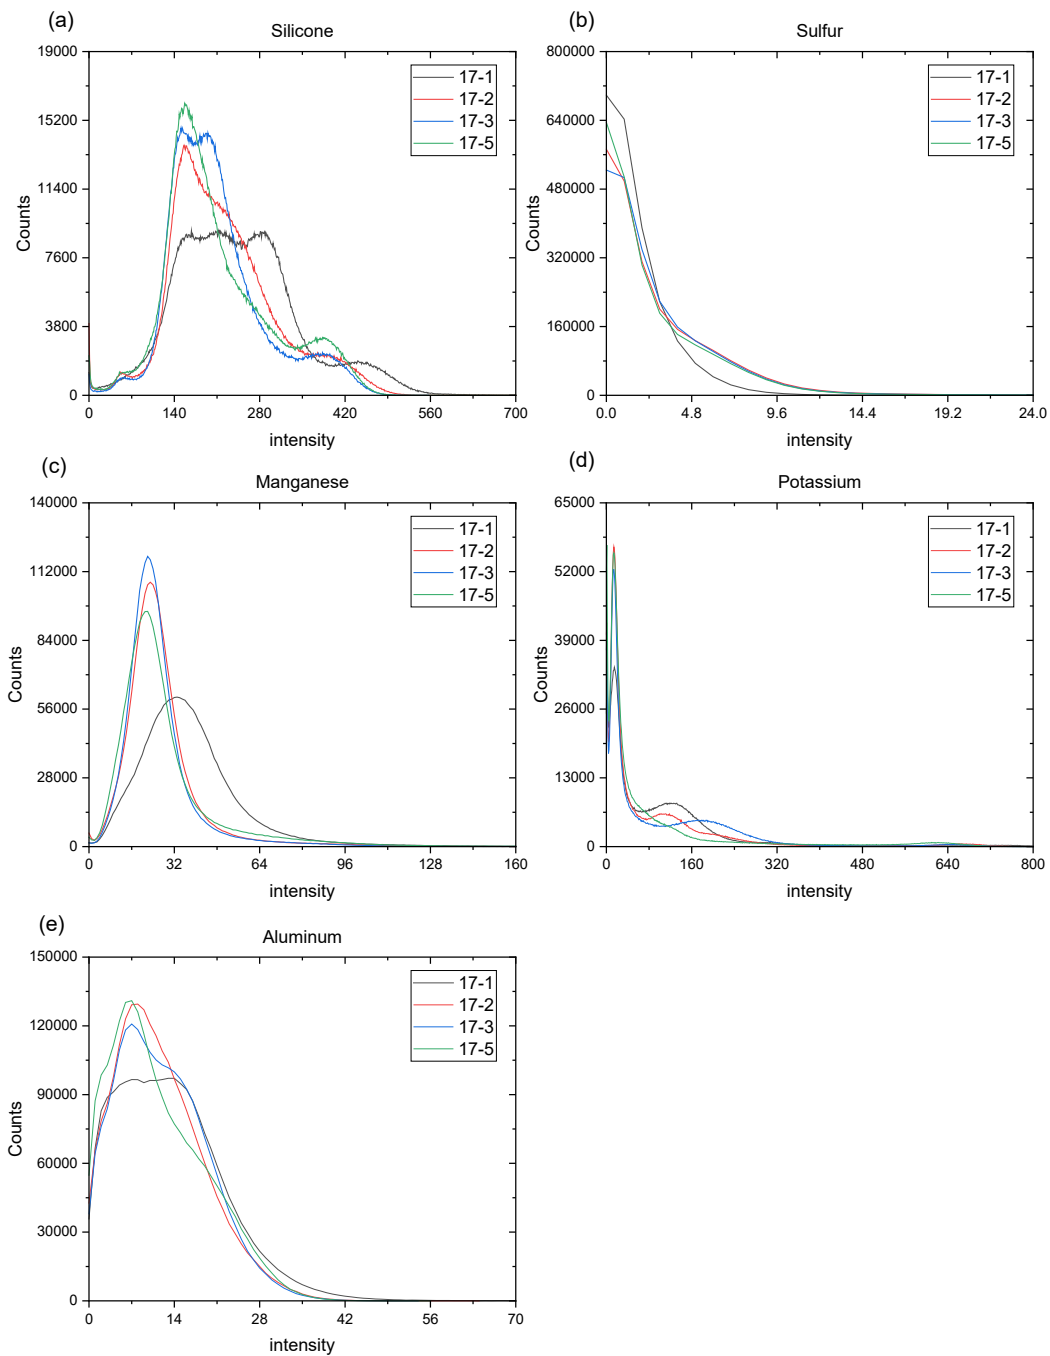 (a)
Silicone
19000
15200
11400
7600
3800
0
Counts
17-1
17-2
17-3
17-5
0 140 280 420 560 700
intensity
(b)
Sulfur
800000
640000
480000
320000
160000
0
Counts
17-1
17-2
17-3
17-5
0.0 4.8 9.6 14.4 19.2 24.0
intensity
(c)
Manganese
140000
112000
84000
56000
28000
0
Counts
17-1
17-2
17-3
17-5
0 32 64 96 128 160
intensity
(d)
Potassium
65000
52000
39000
26000
13000
0
Counts
17-1
17-2
17-3
17-5
0 160 320 480 640 800
intensity
(e)
Aluminum
150000
120000
90000
60000
30000
0
Counts
17-1
17-2
17-3
17-5
0 14 28 42 56 70
intensity